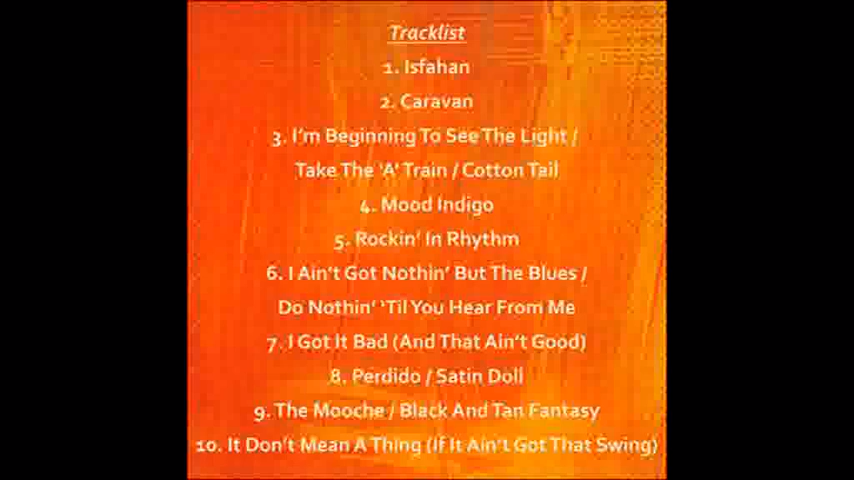 Tracklist
1. Isfahan
2. Caravan
3. I'm Beginning To See The Light /
Take The 'A' Train / Cotton Tail
4. Mood Indigo
5. Rockin' In Rhythm
6. I Ain't Got Nothin' But The Blues /
Do Nothin' 'Til You Hear From Me
7. I Got It Bad (And That Ain't Good)
8. Perdido / Satin Doll
9. The Mooche / Black And Tan Fantasy
10. It Don't Mean A Thing (If It Ain't Got That Swing)